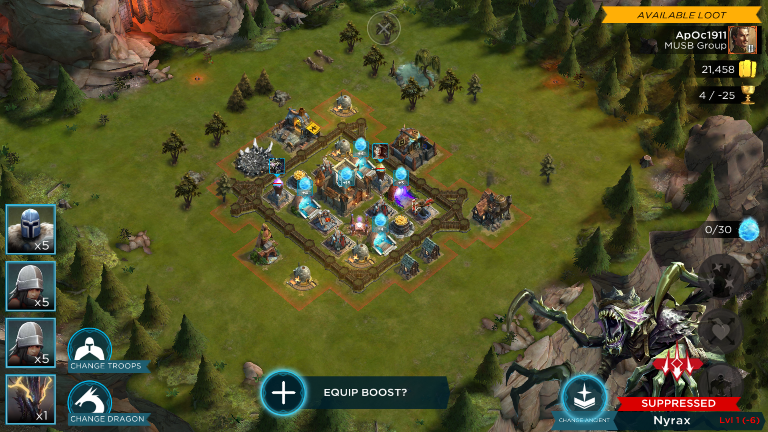 AVAILABLE LOOT
ApOc1911
MUSB Group
21,458
4 / -25
0/30
x5
x5
x5
x1
CHANGE TROOPS
CHANGE DRAGON
EQUIP BOOST?
CHANGE ANCIENT
SUPPRESSED
Nyrax
Lvl 1 (-6)